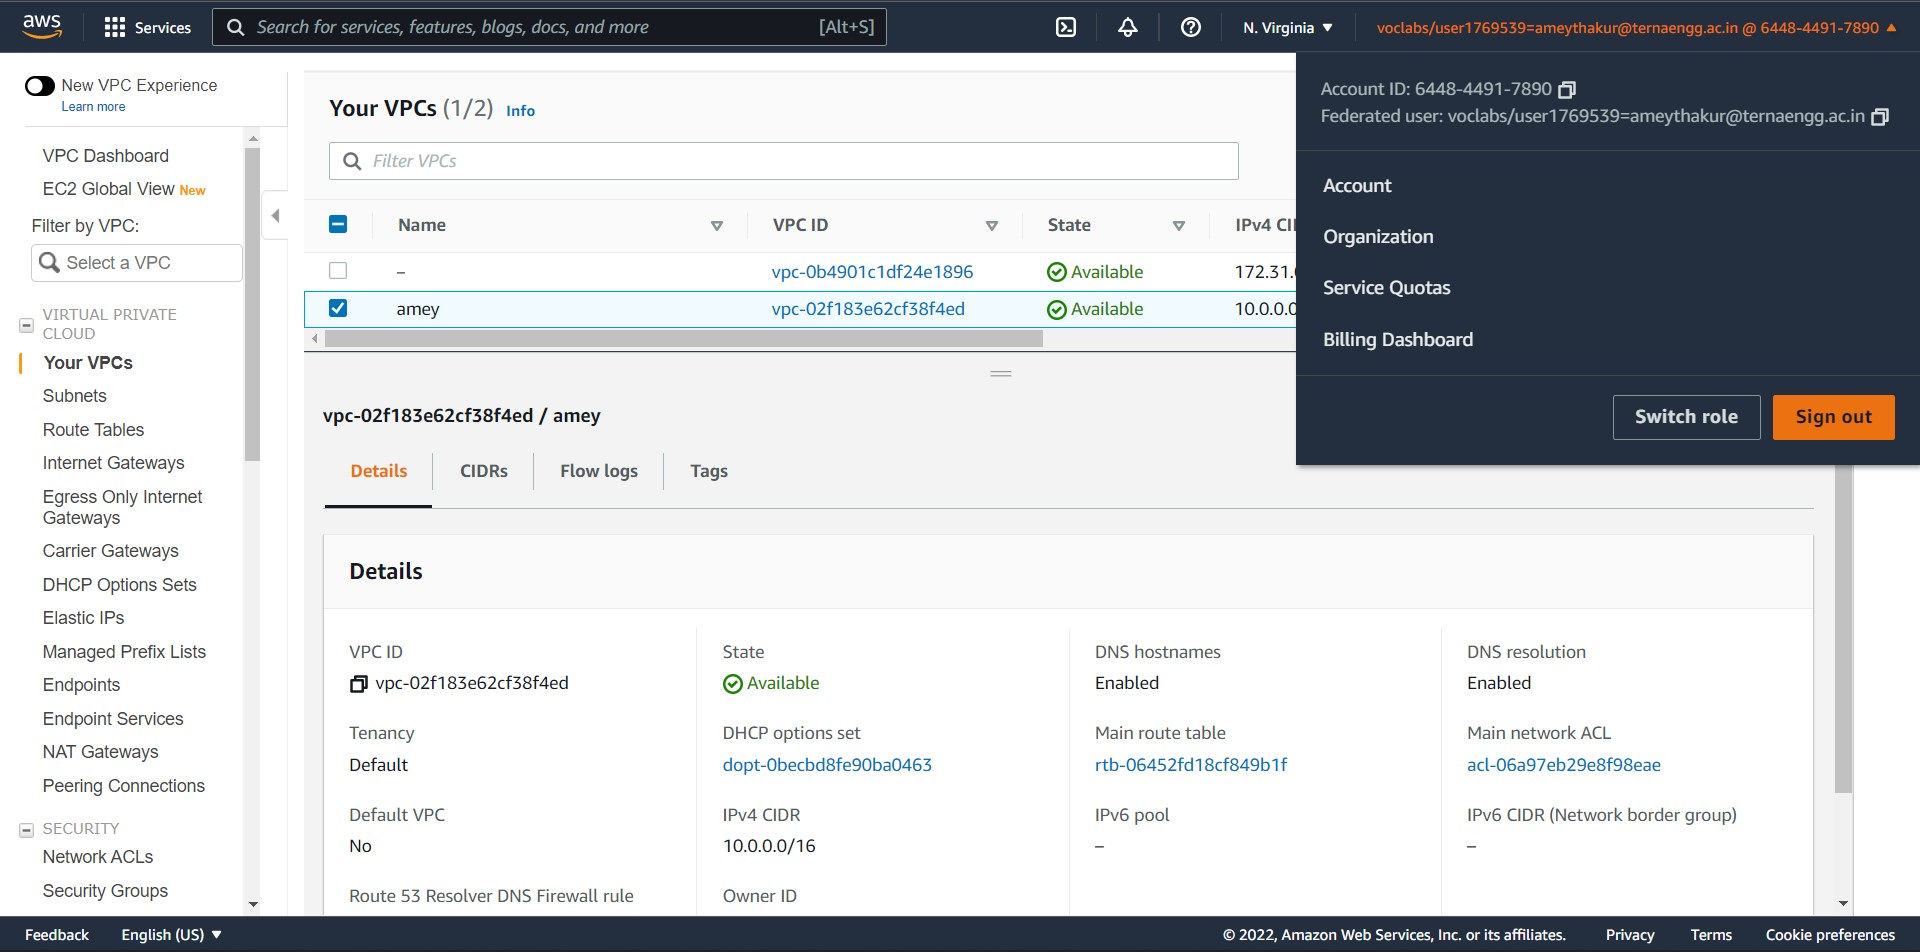 aws
Services
Search for services, features, blogs, docs, and more
[Alt+S]
N. Virginia
voclabs/user1769539=ameythakur@ternaengg.ac.in @ 6448-4491-7890
Account ID: 6448-4491-7890
Federated user: voclabs/user1769539=ameythakur@ternaengg.ac.in
Account
Organization
Service Quotas
Billing Dashboard
Switch role
Sign out
New VPC Experience
Learn more
VPC Dashboard
EC2 Global View New
Filter by VPC:
Select a VPC
VIRTUAL PRIVATE
CLOUD
Your VPCs
Subnets
Route Tables
Internet Gateways
Egress Only Internet
Gateways
Carrier Gateways
DHCP Options Sets
Elastic IPs
Managed Prefix Lists
Endpoints
Endpoint Services
NAT Gateways
Peering Connections
SECURITY
Network ACLs
Security Groups
Your VPCs (1/2) Info
Filter VPCs
Name VPC ID State IPv4 CI
– vpc-0b4901c1df24e1896 Available 172.31.
amey vpc-02f183e62cf38f4ed Available 10.0.0.0
vpc-02f183e62cf38f4ed / amey
Details CIDRs Flow logs Tags
Details
VPC ID
vpc-02f183e62cf38f4ed
State
Available
DNS hostnames
Enabled
DNS resolution
Enabled
Tenancy
Default
DHCP options set
dopt-0becbd8fe90ba0463
Main route table
rtb-06452fd18cf849b1f
Main network ACL
acl-06a97eb29e8f98eae
Default VPC
No
IPv4 CIDR
10.0.0.0/16
IPv6 pool
–
IPv6 CIDR (Network border group)
–
Route 53 Resolver DNS Firewall rule
Owner ID
Feedback
English (US)
© 2022, Amazon Web Services, Inc. or its affiliates.
Privacy
Terms
Cookie preferences